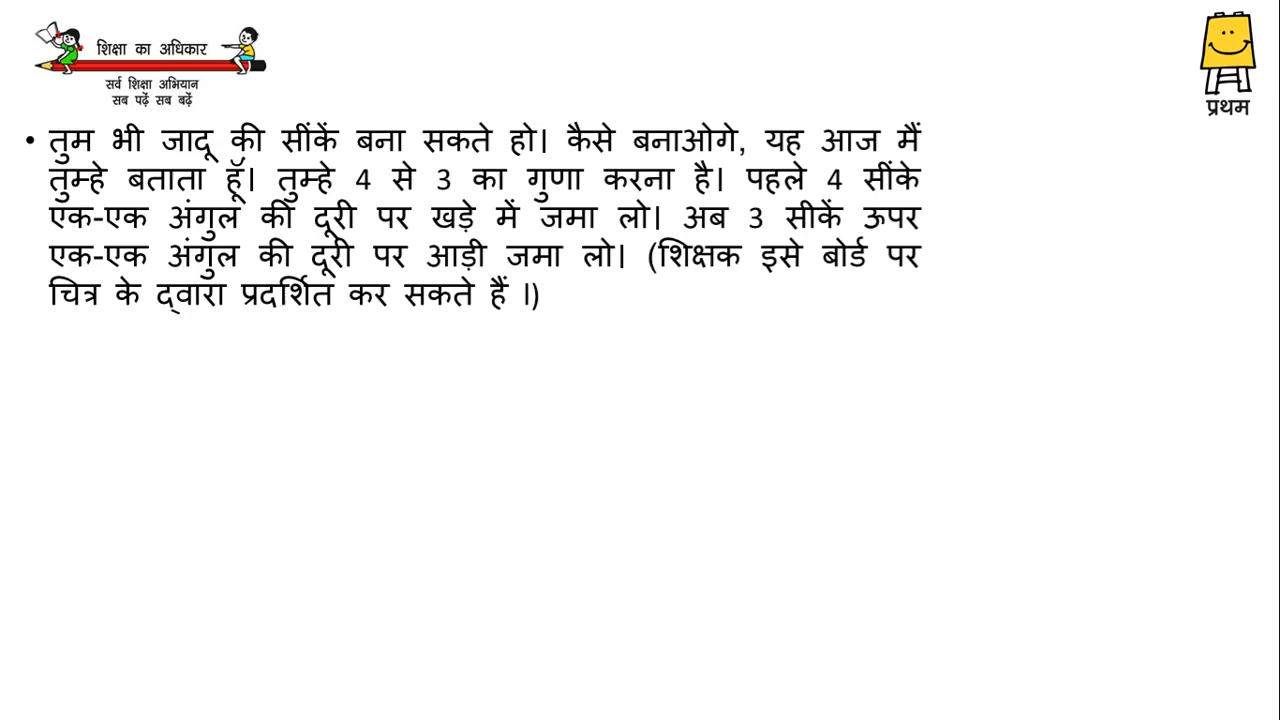 शिक्षा का अधिकार
सर्व शिक्षा अभियान
सब पढ़ें सब बढ़ें
प्रथम
• तुम भी जादू की सींकें बना सकते हो। कैसे बनाओगे, यह आज मैं
तुम्हे बताता हूॅ। तुम्हे 4 से 3 का गुणा करना है। पहले 4 सींके
एक-एक अंगुल की दूरी पर खड़े में जमा लो। अब 3 सीकें ऊपर
एक-एक अंगुल की दूरी पर आड़ी जमा लो। (शिक्षक इसे बोर्ड पर
चित्र के द्वारा प्रदर्शित कर सकते हैं ।)